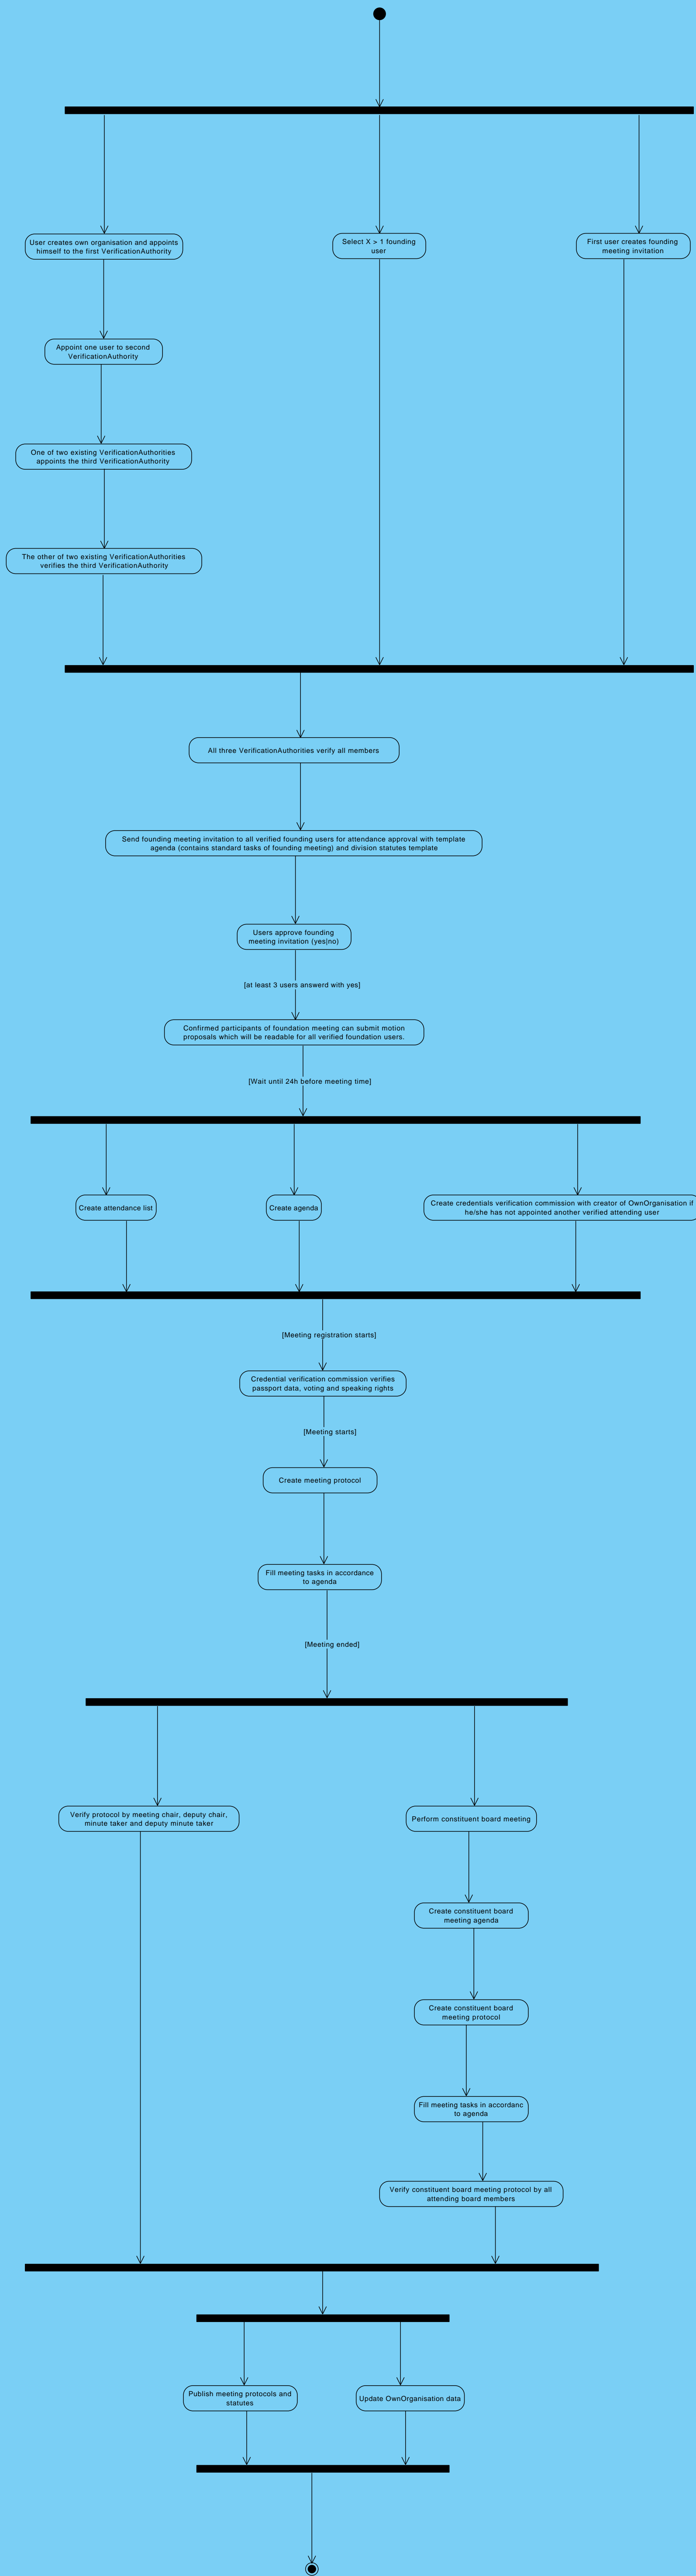 User creates own organisation and appoints
himself to the first VerificationAuthority
Select X > 1 founding
user
First user creates founding
meeting invitation
Appoint one user to second
VerificationAuthority
One of two existing VerificationAuthorities
appoints the third VerificationAuthority
The other of two existing VerificationAuthorities
verifies the third VerificationAuthority
All three VerificationAuthorities verify all members
Send founding meeting invitation to all verified founding users for attendance approval with template
agenda (contains standard tasks of founding meeting) and division statutes template
Users approve founding
meeting invitation (yes|no)
[at least 3 users answerd with yes]
Confirmed participants of foundation meeting can submit motion
proposals which will be readable for all verified foundation users.
[Wait until 24h before meeting time]
Create attendance list
Create agenda
Create credentials verification commission with creator of OwnOrganisation if
he/she has not appointed another verified attending user
[Meeting registration starts]
Credential verification commission verifies
passport data, voting and speaking rights
[Meeting starts]
Create meeting protocol
Fill meeting tasks in accordance
to agenda
[Meeting ended]
Verify protocol by meeting chair, deputy chair,
minute taker and deputy minute taker
Perform constituent board meeting
Create constituent board
meeting agenda
Create constituent board
meeting protocol
Fill meeting tasks in accordanc
to agenda
Verify constituent board meeting protocol by all
attending board members
Publish meeting protocols and
statutes
Update OwnOrganisation data